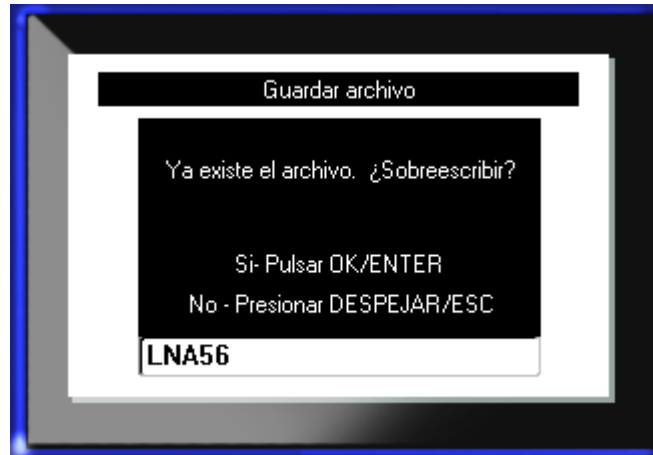 Guardar archivo
Ya existe el archivo. ¿Sobreescribir?
Si- Pulsar OK/ENTER
No - Presionar DESPEJAR/ESC
LNA56